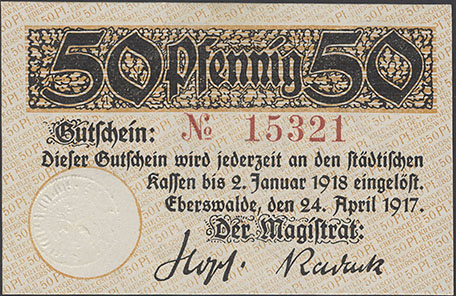 50 Pfennig 50
Gutschein: № 15321
Dieser Gutschein wird jederzeit an den städtischen
Kassen bis 2. Januar 1918 eingelöst.
Eberswalde, den 24. April 1917.
Der Magistrat: